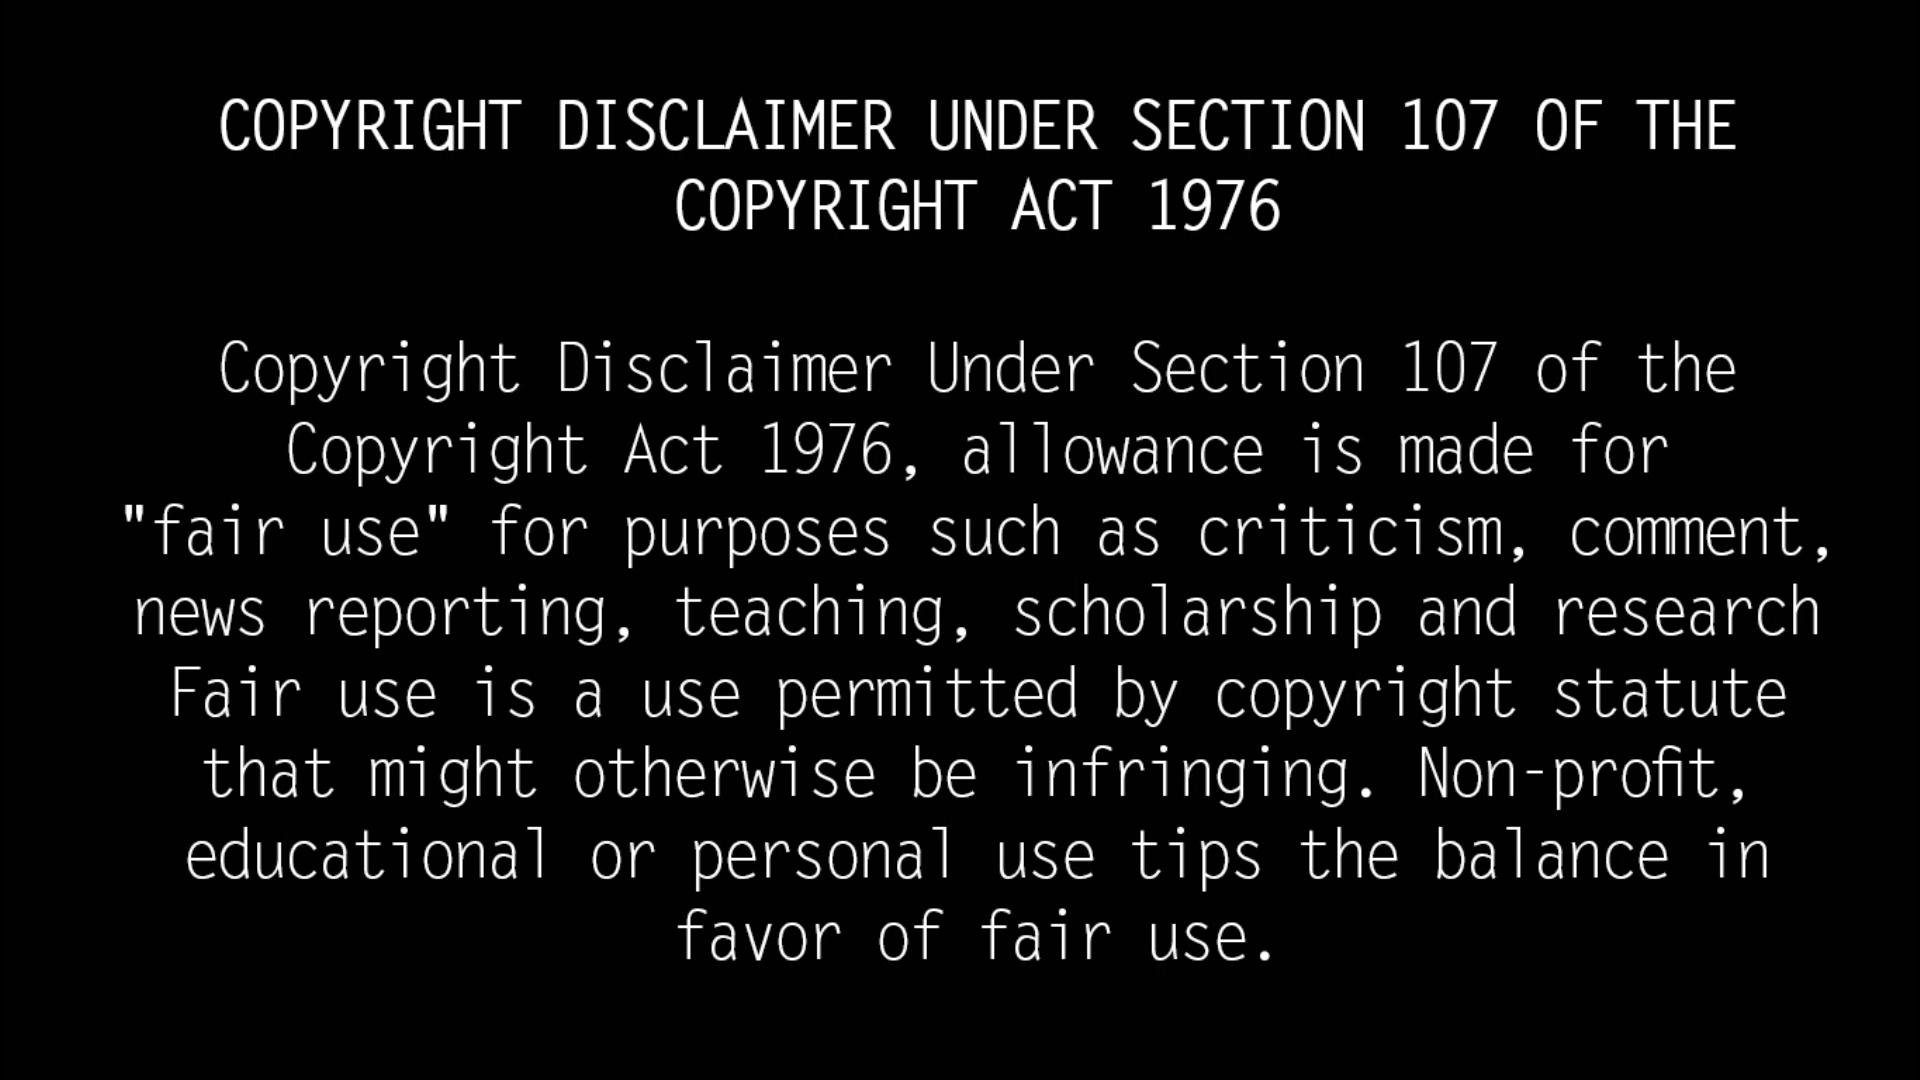 COPYRIGHT DISCLAIMER UNDER SECTION 107 OF THE
COPYRIGHT ACT 1976
Copyright Disclaimer Under Section 107 of the
Copyright Act 1976, allowance is made for
"fair use" for purposes such as criticism, comment,
news reporting, teaching, scholarship and research
Fair use is a use permitted by copyright statute
that might otherwise be infringing. Non-profit,
educational or personal use tips the balance in
favor of fair use.